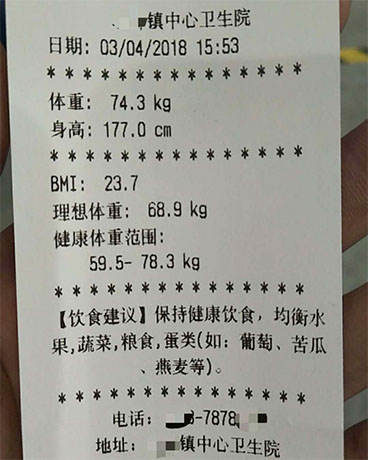 镇中心卫生院
日期: 03/04/2018 15:53
* * * * * * * * * * * * * * * *
体重: 74.3 kg
身高: 177.0 cm
* * * * * * * * * * * * * * * *
BMI: 23.7
理想体重: 68.9 kg
健康体重范围:
59.5- 78.3 kg
* * * * * * * * * * * * * * * *
【饮食建议】保持健康饮食, 均衡水
果,蔬菜,粮食,蛋类(如: 葡萄、苦瓜
、燕麦等)。
* * * * * * * * * * * * * * * *
电话: -7878
地址: 镇中心卫生院